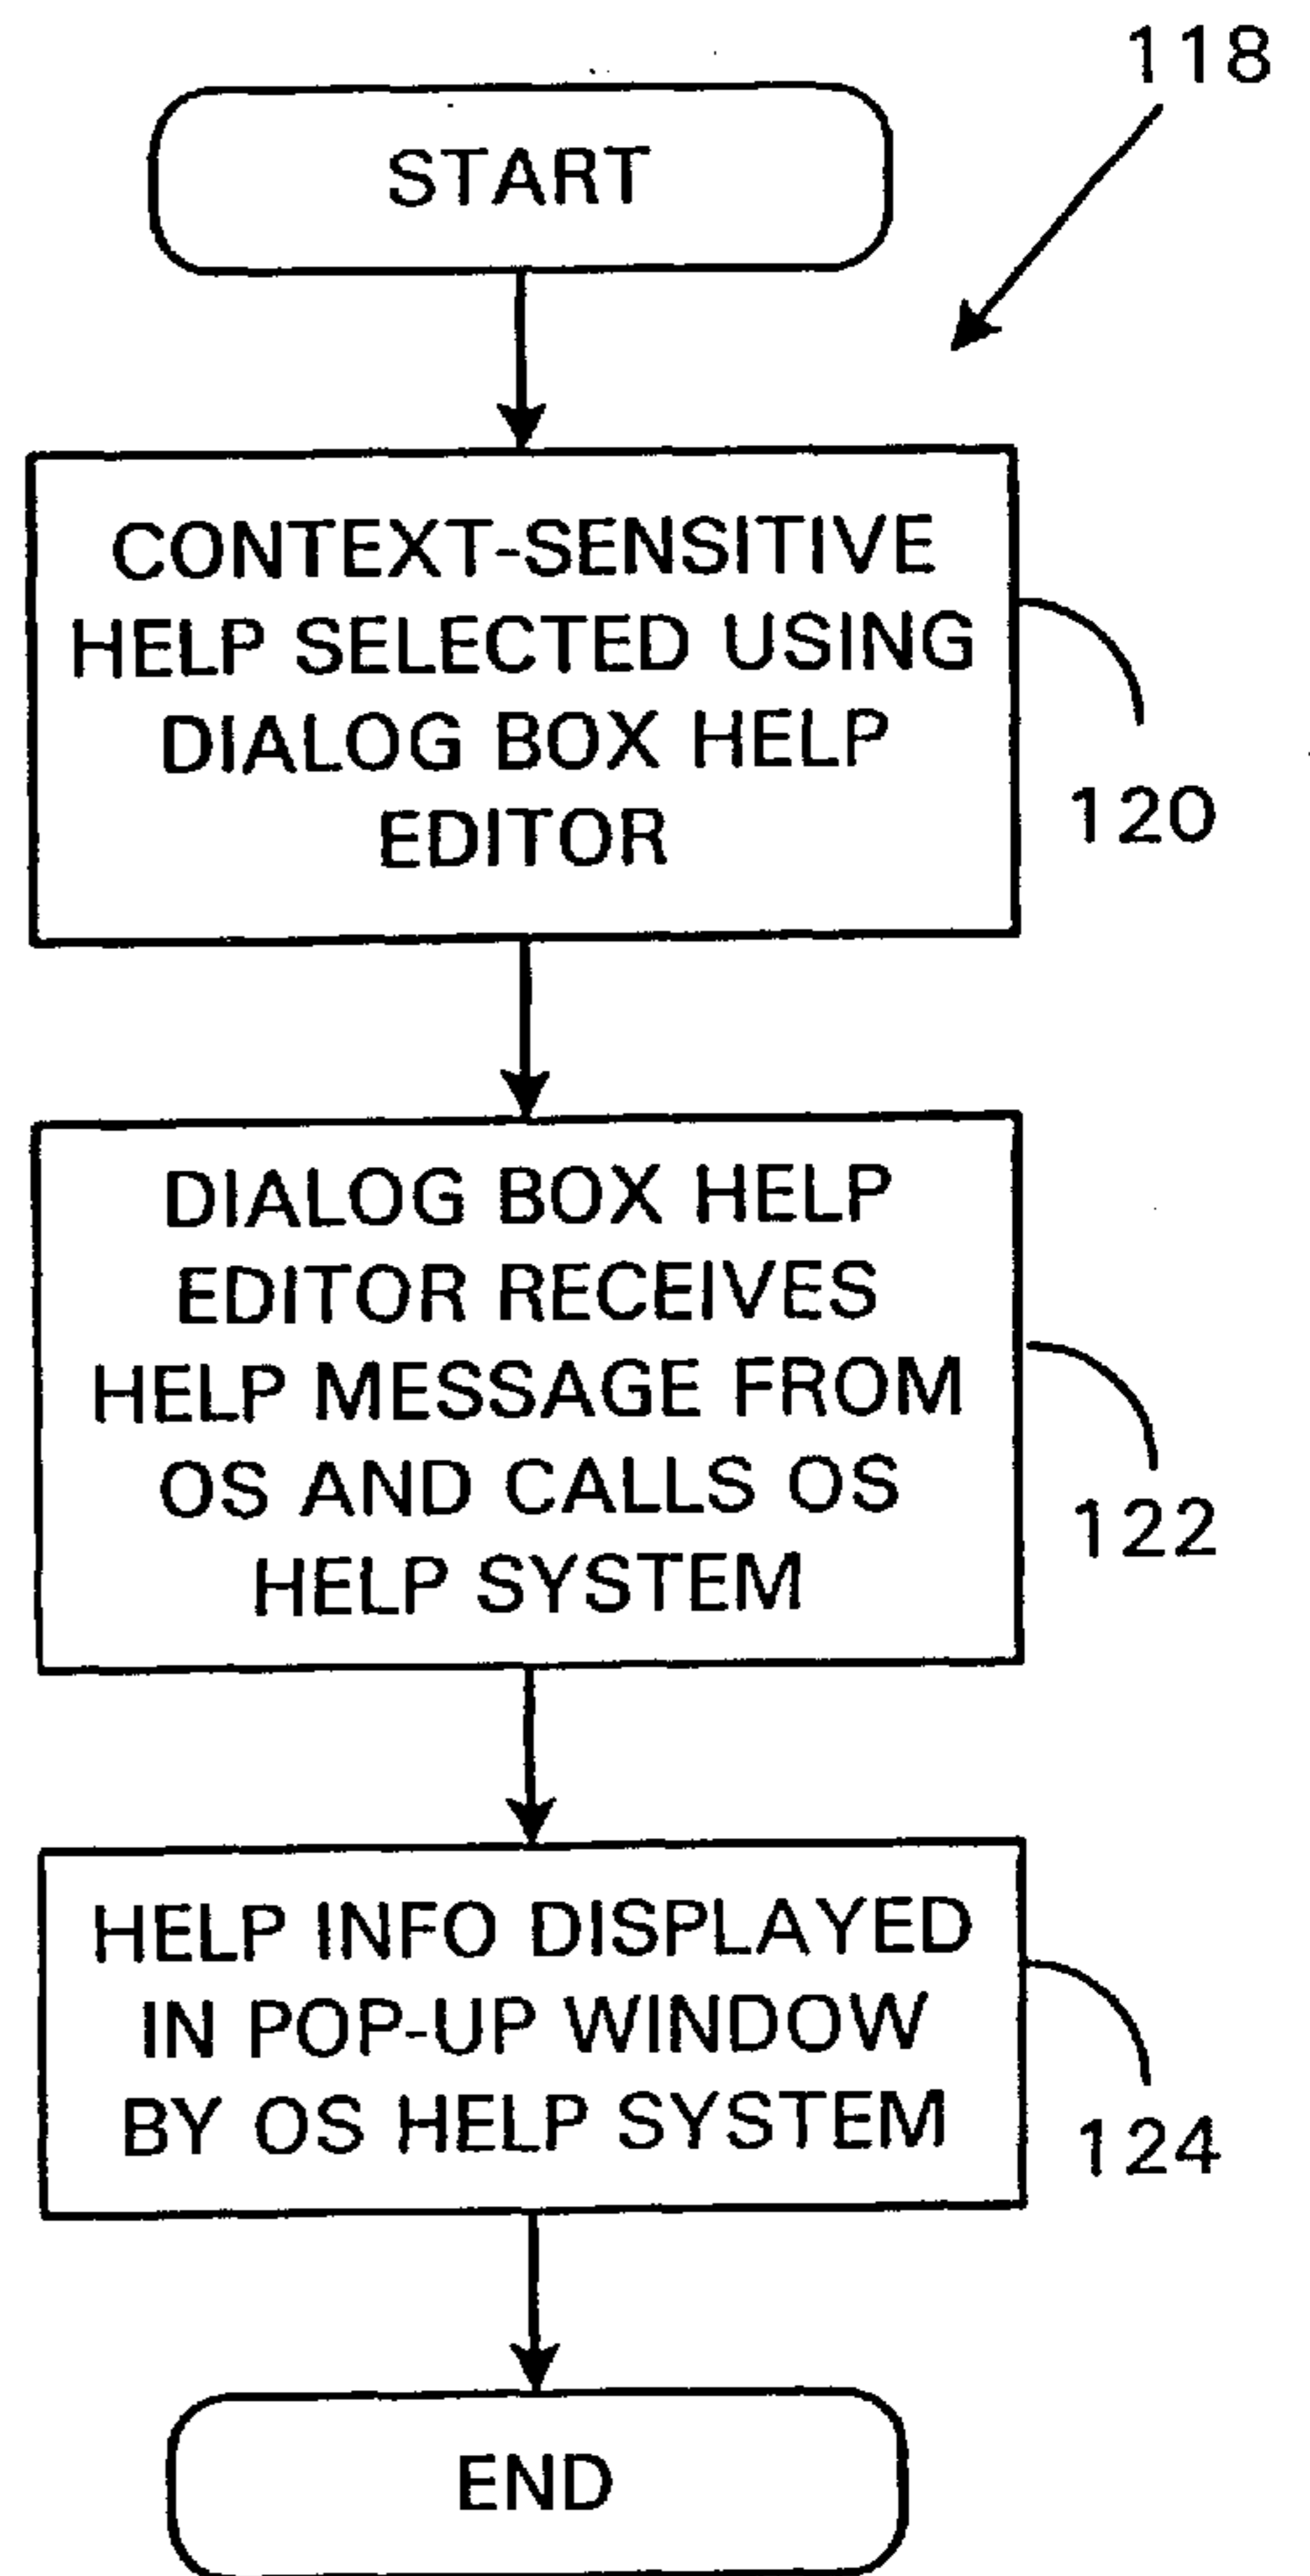 118
START
CONTEXT-SENSITIVE
HELP SELECTED USING
DIALOG BOX HELP
EDITOR
120
DIALOG BOX HELP
EDITOR RECEIVES
HELP MESSAGE FROM
OS AND CALLS OS
HELP SYSTEM
122
HELP INFO DISPLAYED
IN POP-UP WINDOW
BY OS HELP SYSTEM
124
END